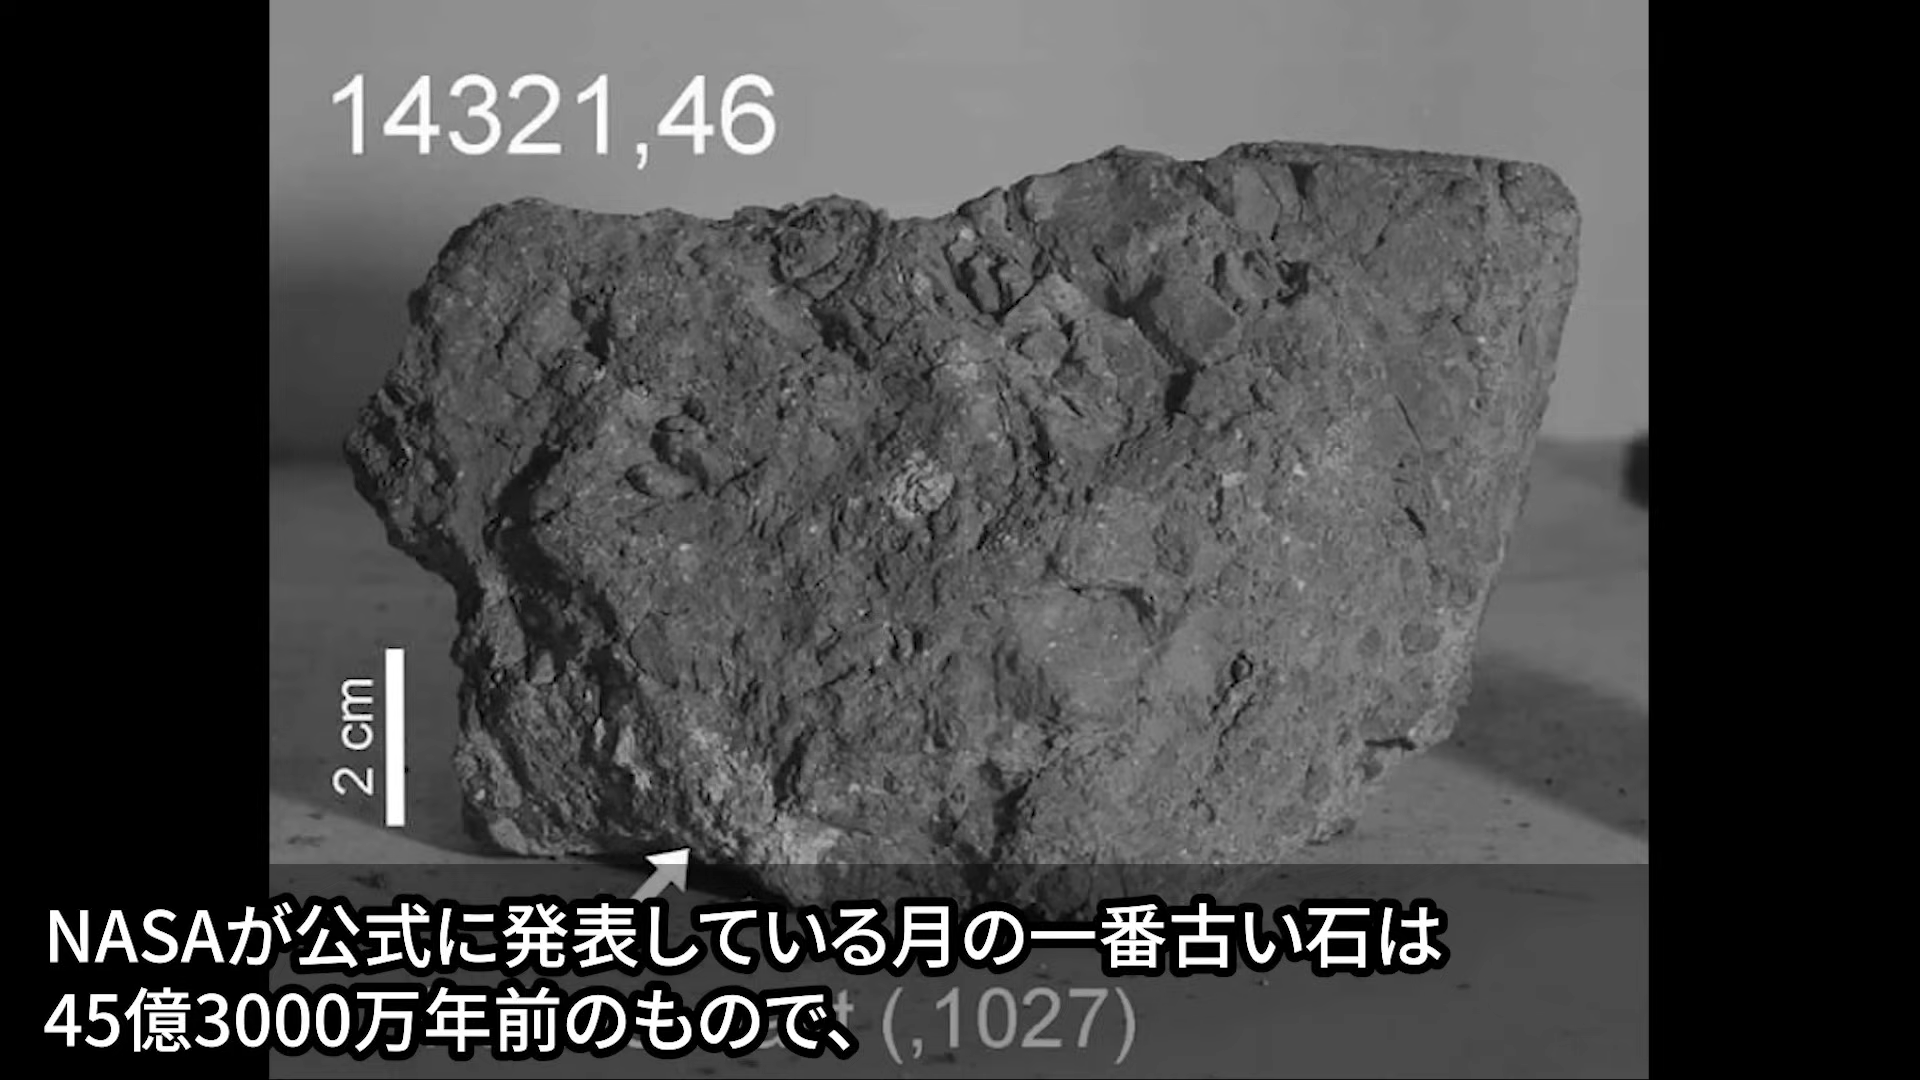 14321,46
2 cm
NASAが公式に発表している月の一番古い石は
45億3000万年前のもので、
(,1027)